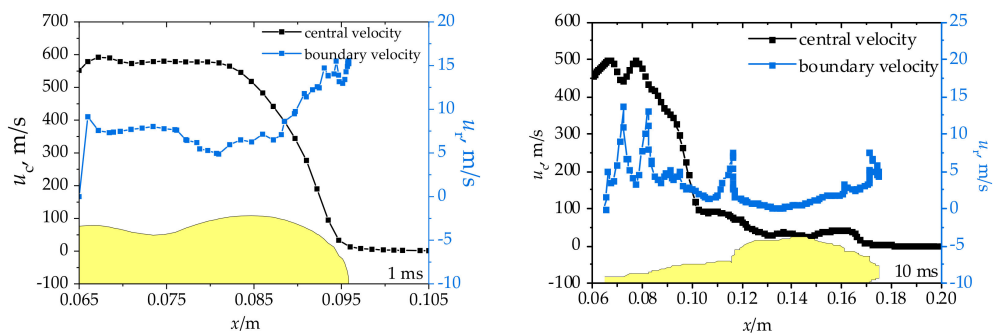 700
600
500
400
300
200
100
0
-100
u_c, m/s
central velocity
boundary velocity
1 ms
20
15
10
5
0
-5
-10
u_r, m/s
0.065 0.075 0.085 0.095 0.105
x/m
600
500
400
300
200
100
0
-100
u_c, m/s
central velocity
boundary velocity
10 ms
25
20
15
10
5
0
-5
-10
u_r, m/s
0.06 0.08 0.10 0.12 0.14 0.16 0.18 0.20
x/m